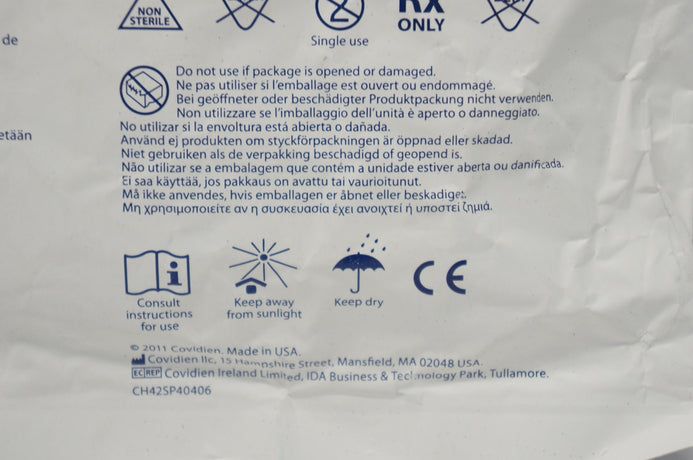 de
NON
STERILE
2
Single use
RX
ONLY
etään
Do not use if package is opened or damaged.
Ne pas utiliser si l'emballage est ouvert ou endommagé.
Bei geöffneter oder beschädigter Produktpackung nicht verwenden.
Non utilizzare se l'imballaggio dell'unità è aperto o danneggiato.
No utilizar si la envoltura está abierta o dañada.
Använd ej produkten om styckförpackningen är öppnad eller skadad.
Niet gebruiken als de verpakking beschadigd of geopend is.
Não utilizar se a embalagem que contém a unidade estiver aberta ou danificada.
Ei saa käyttää, jos pakkaus on avattu tai vaurioitunut.
Må ikke anvendes, hvis emballagen er åbnet eller beskadiget.
Μη χρησιμοποιείτε αν η συσκευασία έχει ανοιχτεί ή υποστεί ζημιά.
i
Consult
instructions
for use
Keep away
from sunlight
Keep dry
CE
© 2011 Covidien. Made in USA.
Covidien llc, 15 Hampshire Street, Mansfield, MA 02048 USA.
EC REP Covidien Ireland Limited, IDA Business & Technology Park, Tullamore.
CH42SP40406